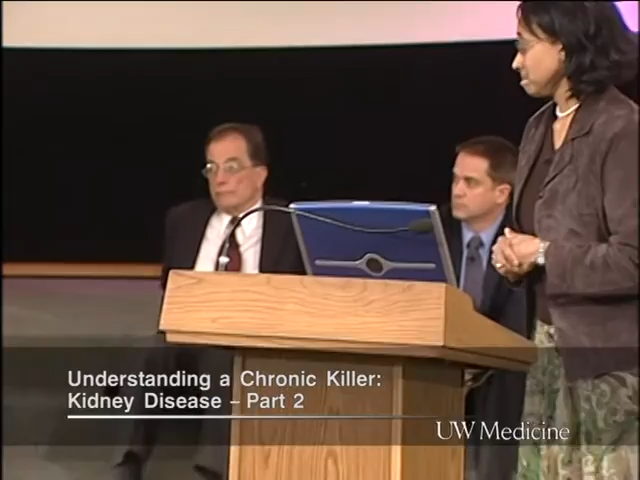 Understanding a Chronic Killer:
Kidney Disease – Part 2
UW Medicine